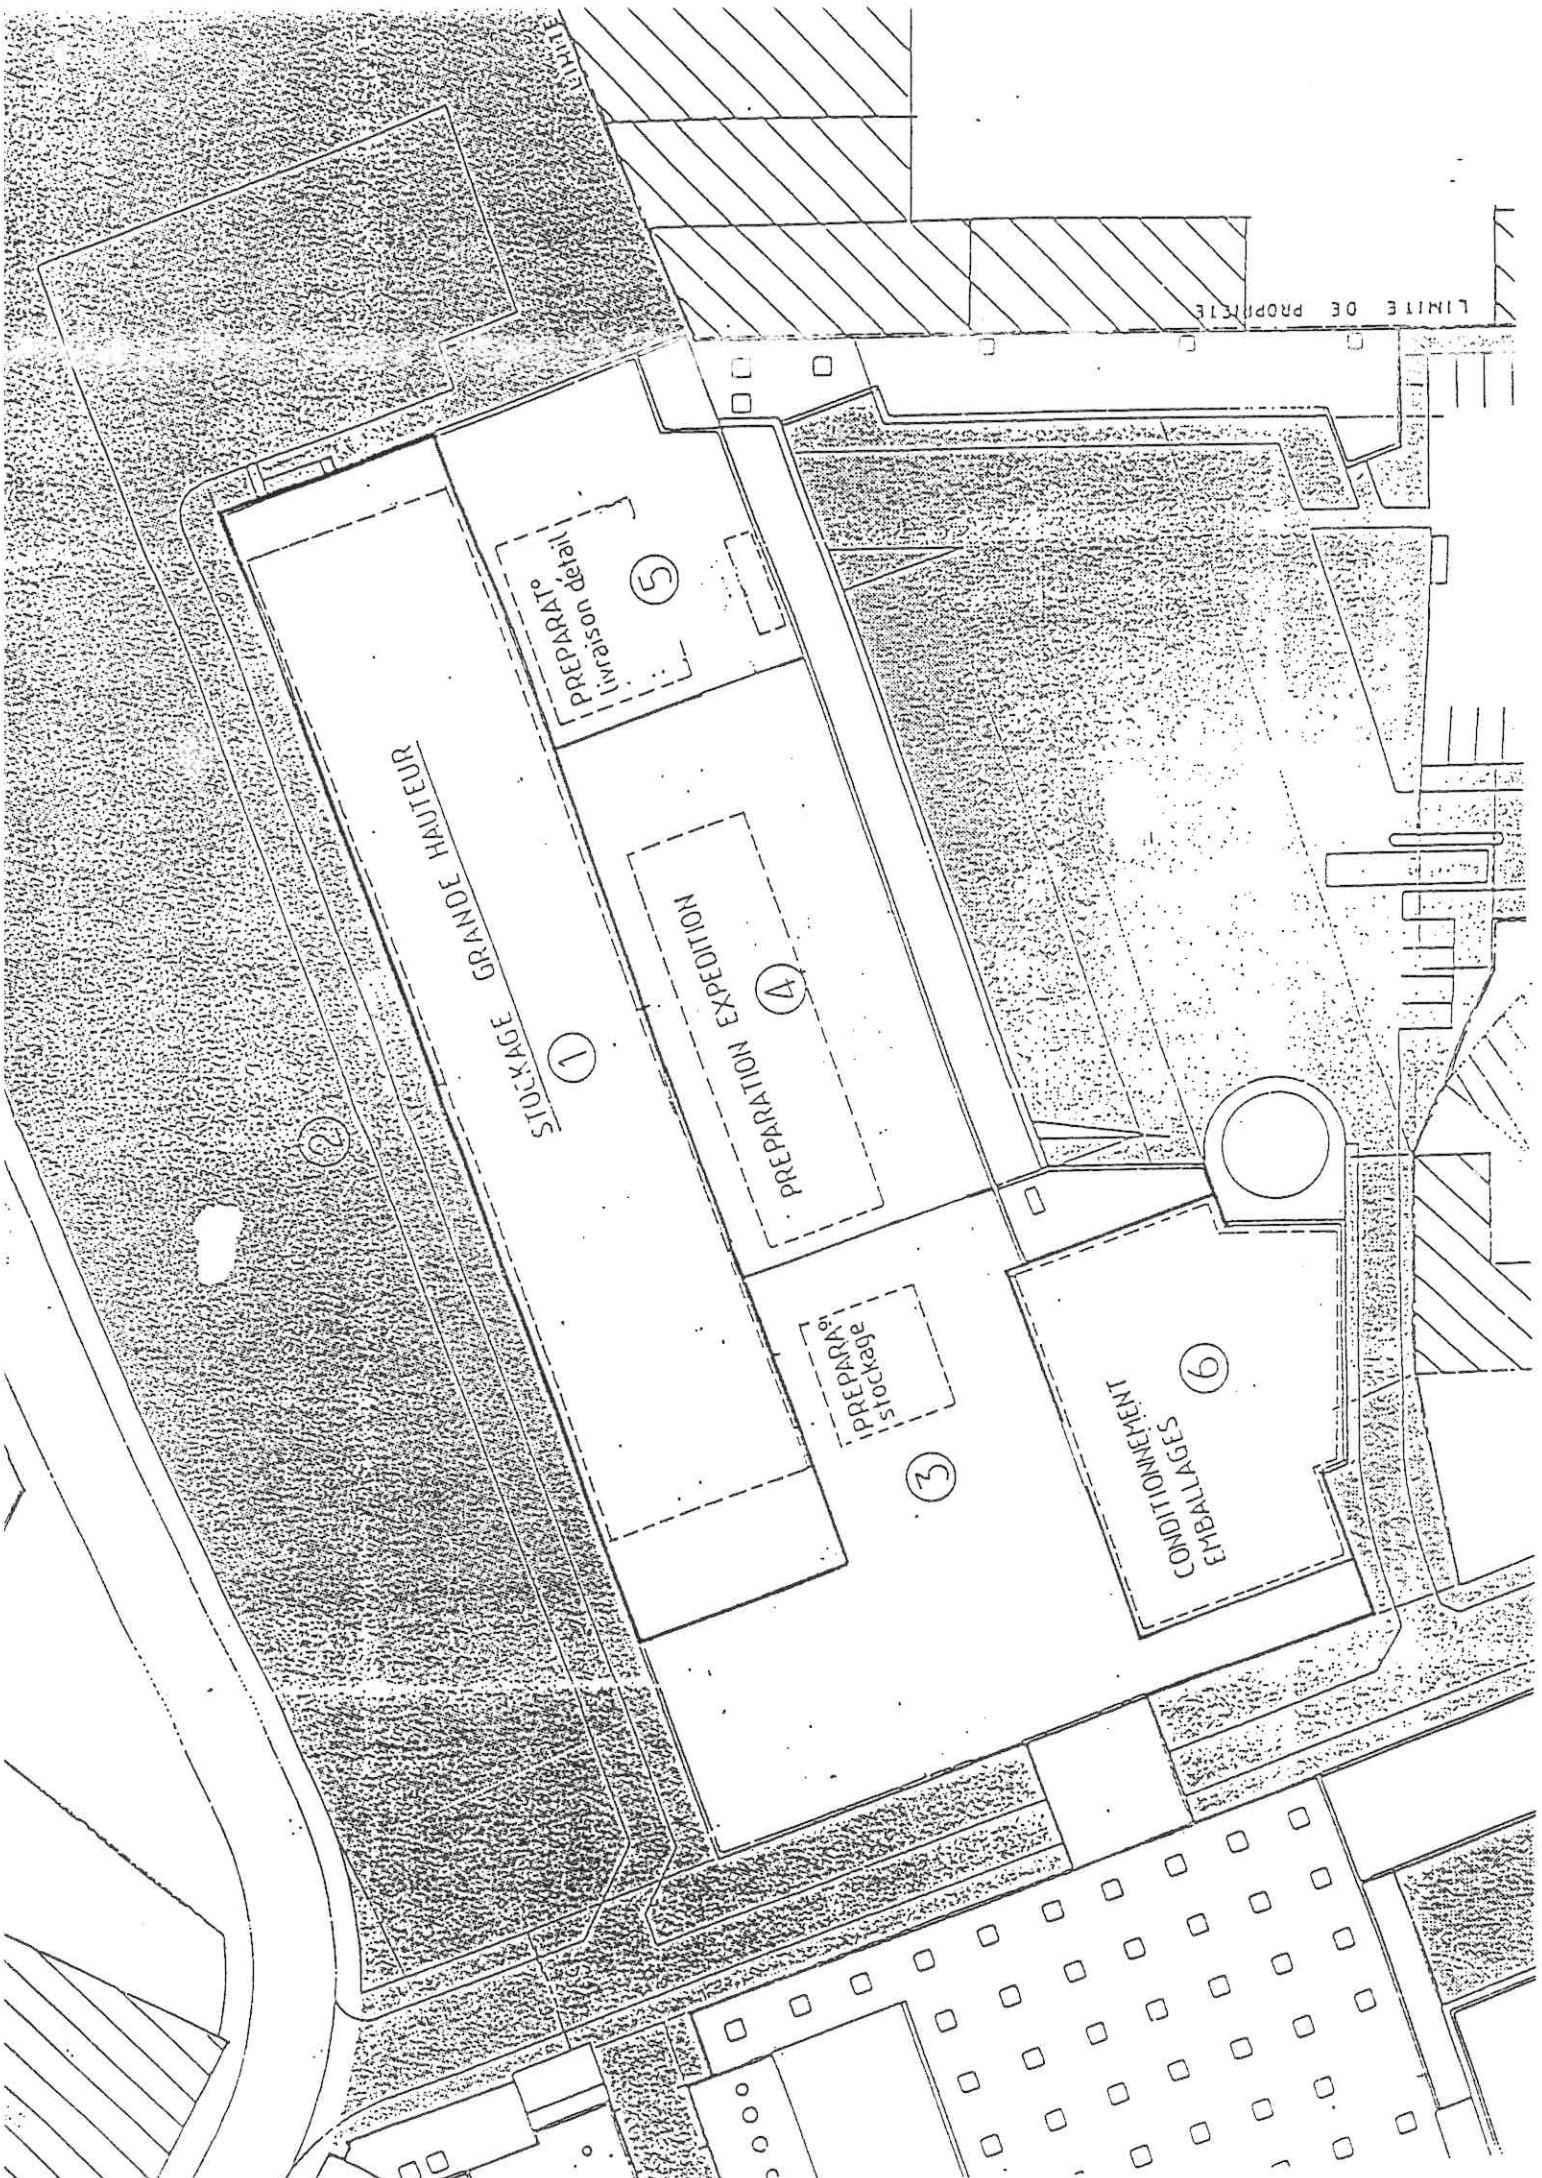 LIMITE
LIMITE DE PROPRIETE
PREPARAT°
livraison détail
5
STOCKAGE GRANDE HAUTEUR
1
2
PREPARATION EXPEDITION
4
PREPARA°
stockage
3
CONDITIONNEMENT
EMBALLAGES
6